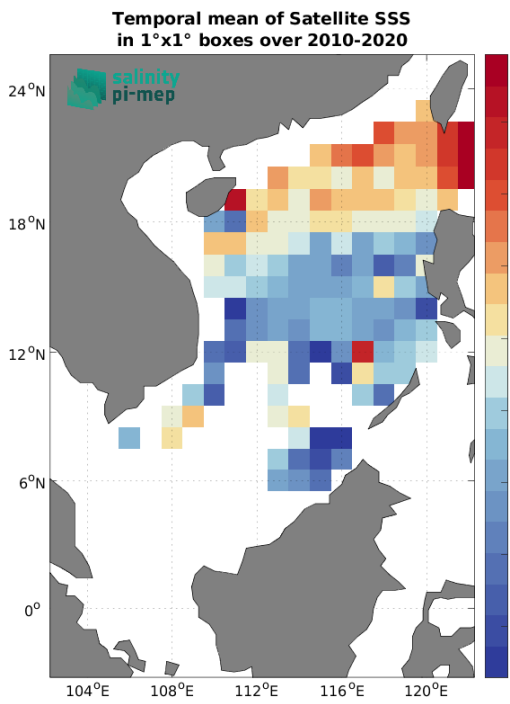 Temporal mean of Satellite SSS
in 1°x1° boxes over 2010-2020
salinity
pi-mep
24°N
18°N
12°N
6°N
0°
104°E 108°E 112°E 116°E 120°E